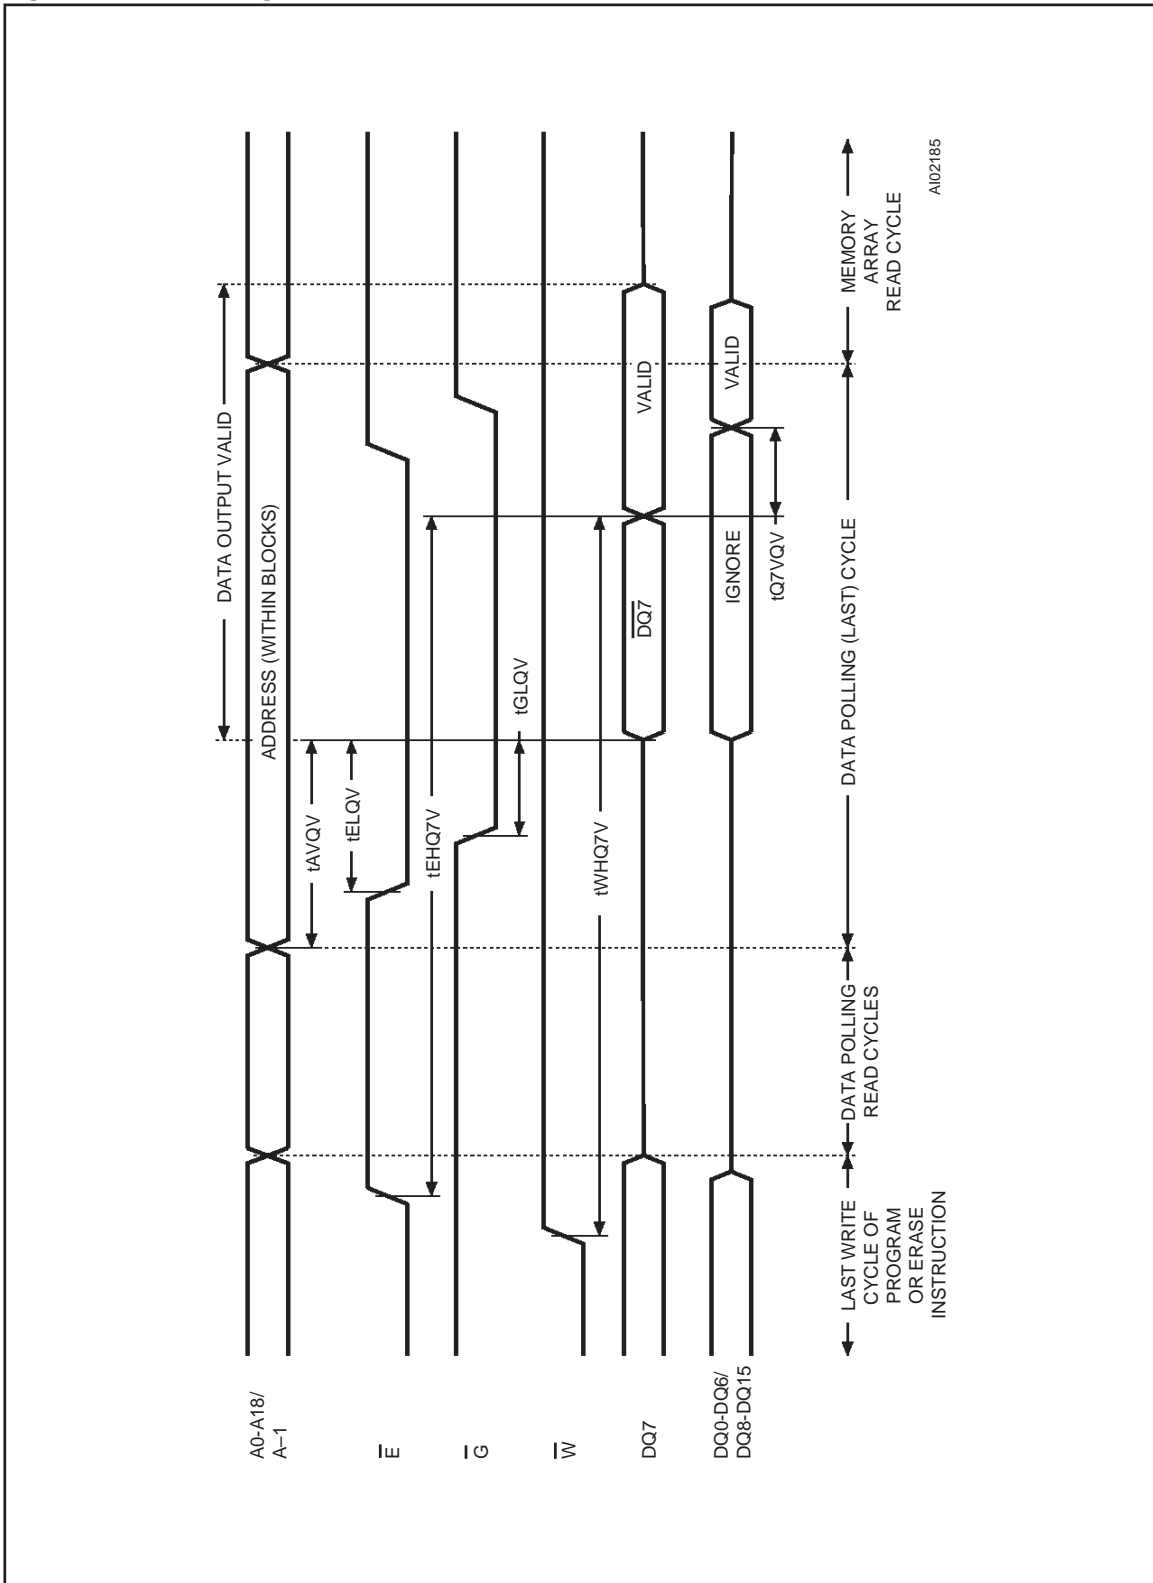 DATA OUTPUT VALID
A0-A18/
A–1
ADDRESS (WITHIN BLOCKS)
tAVQV
tELQV
E
tEHQ7V
G
tGLQV
W
tWHQ7V
DQ7
DQ7
VALID
DQ0-DQ6/
DQ8-DQ15
IGNORE
VALID
tQ7VQV
LAST WRITE
CYCLE OF
PROGRAM
OR ERASE
INSTRUCTION
DATA POLLING
READ CYCLES
DATA POLLING (LAST) CYCLE
MEMORY
ARRAY
READ CYCLE
AI02185